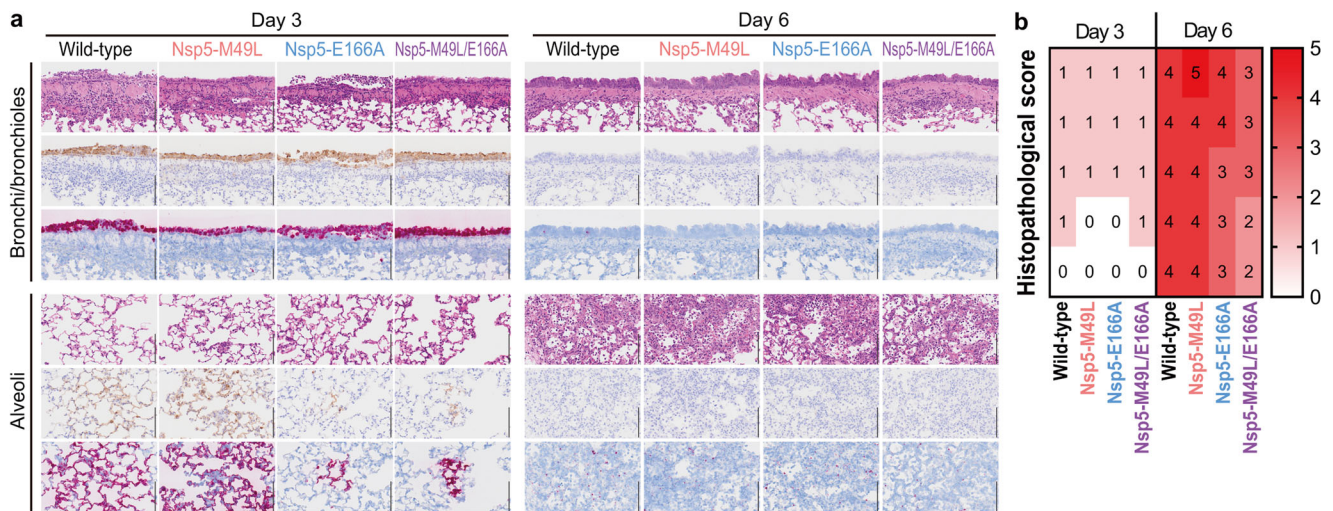 a
Day 3
Day 6
Wild-type Nsp5-M49L Nsp5-E166A Nsp5-M49L/E166A
Wild-type Nsp5-M49L Nsp5-E166A Nsp5-M49L/E166A
Bronchi/bronchioles
Alveoli
b
Day 3 Day 6
Histopathological score
1 1 1 1 4 5 4 3
1 1 1 1 4 4 4 3
1 1 1 1 4 4 3 3
1 0 0 1 4 4 3 2
0 0 0 0 4 4 3 2
Wild-type
Nsp5-M49L
Nsp5-E166A
Nsp5-M49L/E166A
Wild-type
Nsp5-M49L
Nsp5-E166A
Nsp5-M49L/E166A
5
4
3
2
1
0